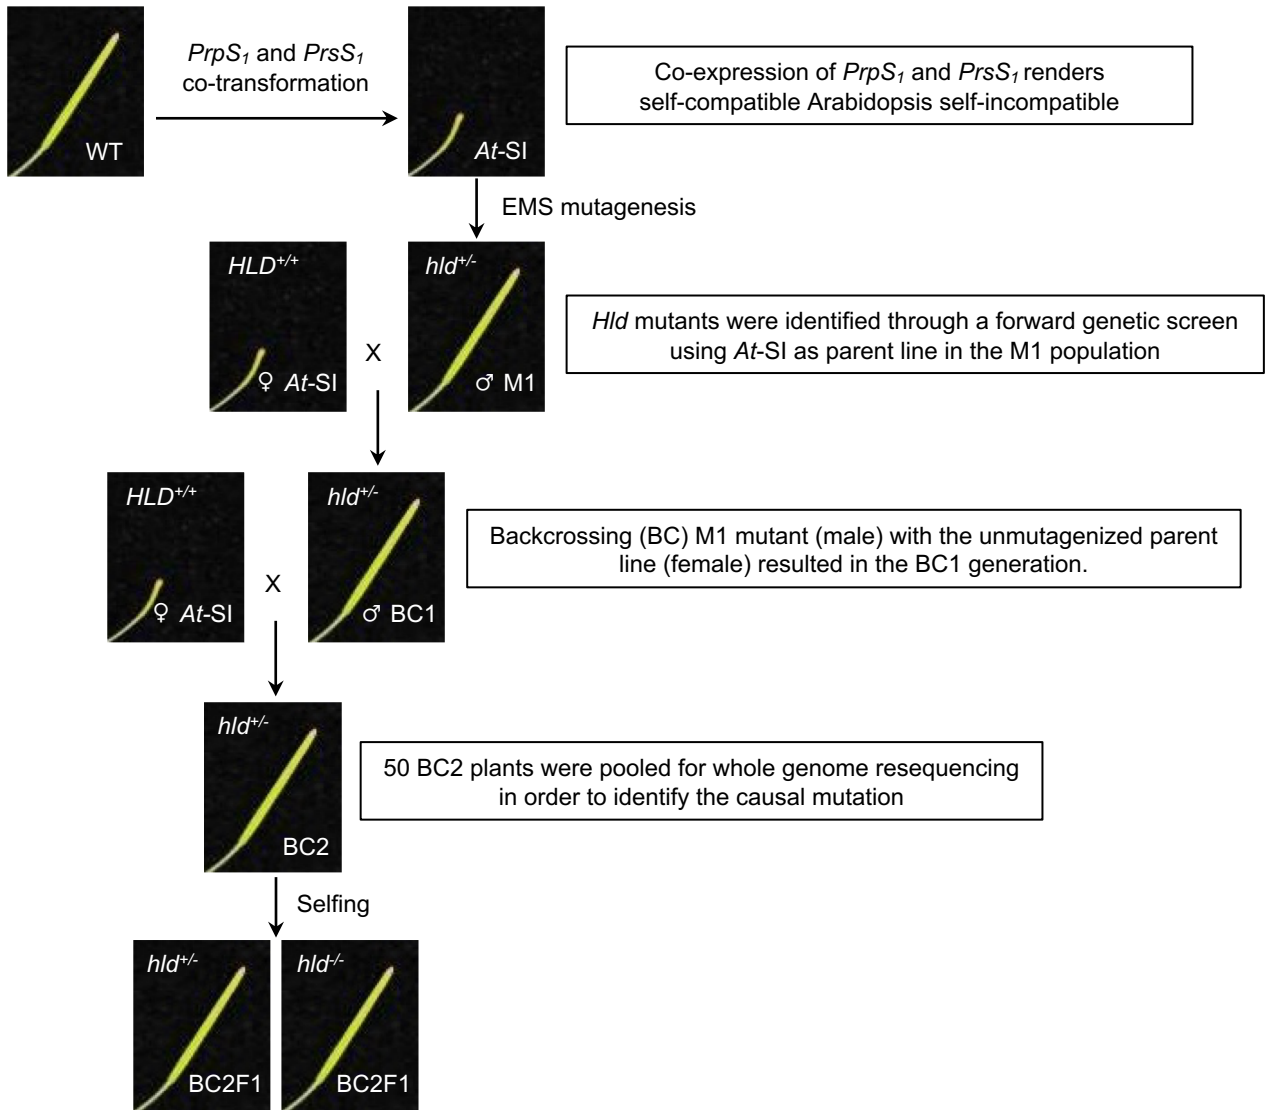 PrpS₁ and PrsS₁
co-transformation
WT
At-SI
Co-expression of PrpS₁ and PrsS₁ renders
self-compatible Arabidopsis self-incompatible
EMS mutagenesis
HLD+/+
♀ At-SI
X
hld+/-
♂ M1
Hld mutants were identified through a forward genetic screen
using At-SI as parent line in the M1 population
HLD+/+
♀ At-SI
X
hld+/-
♂ BC1
Backcrossing (BC) M1 mutant (male) with the unmutagenized parent
line (female) resulted in the BC1 generation.
hld+/-
BC2
50 BC2 plants were pooled for whole genome resequencing
in order to identify the causal mutation
Selfing
hld+/-
BC2F1
hld-/-
BC2F1